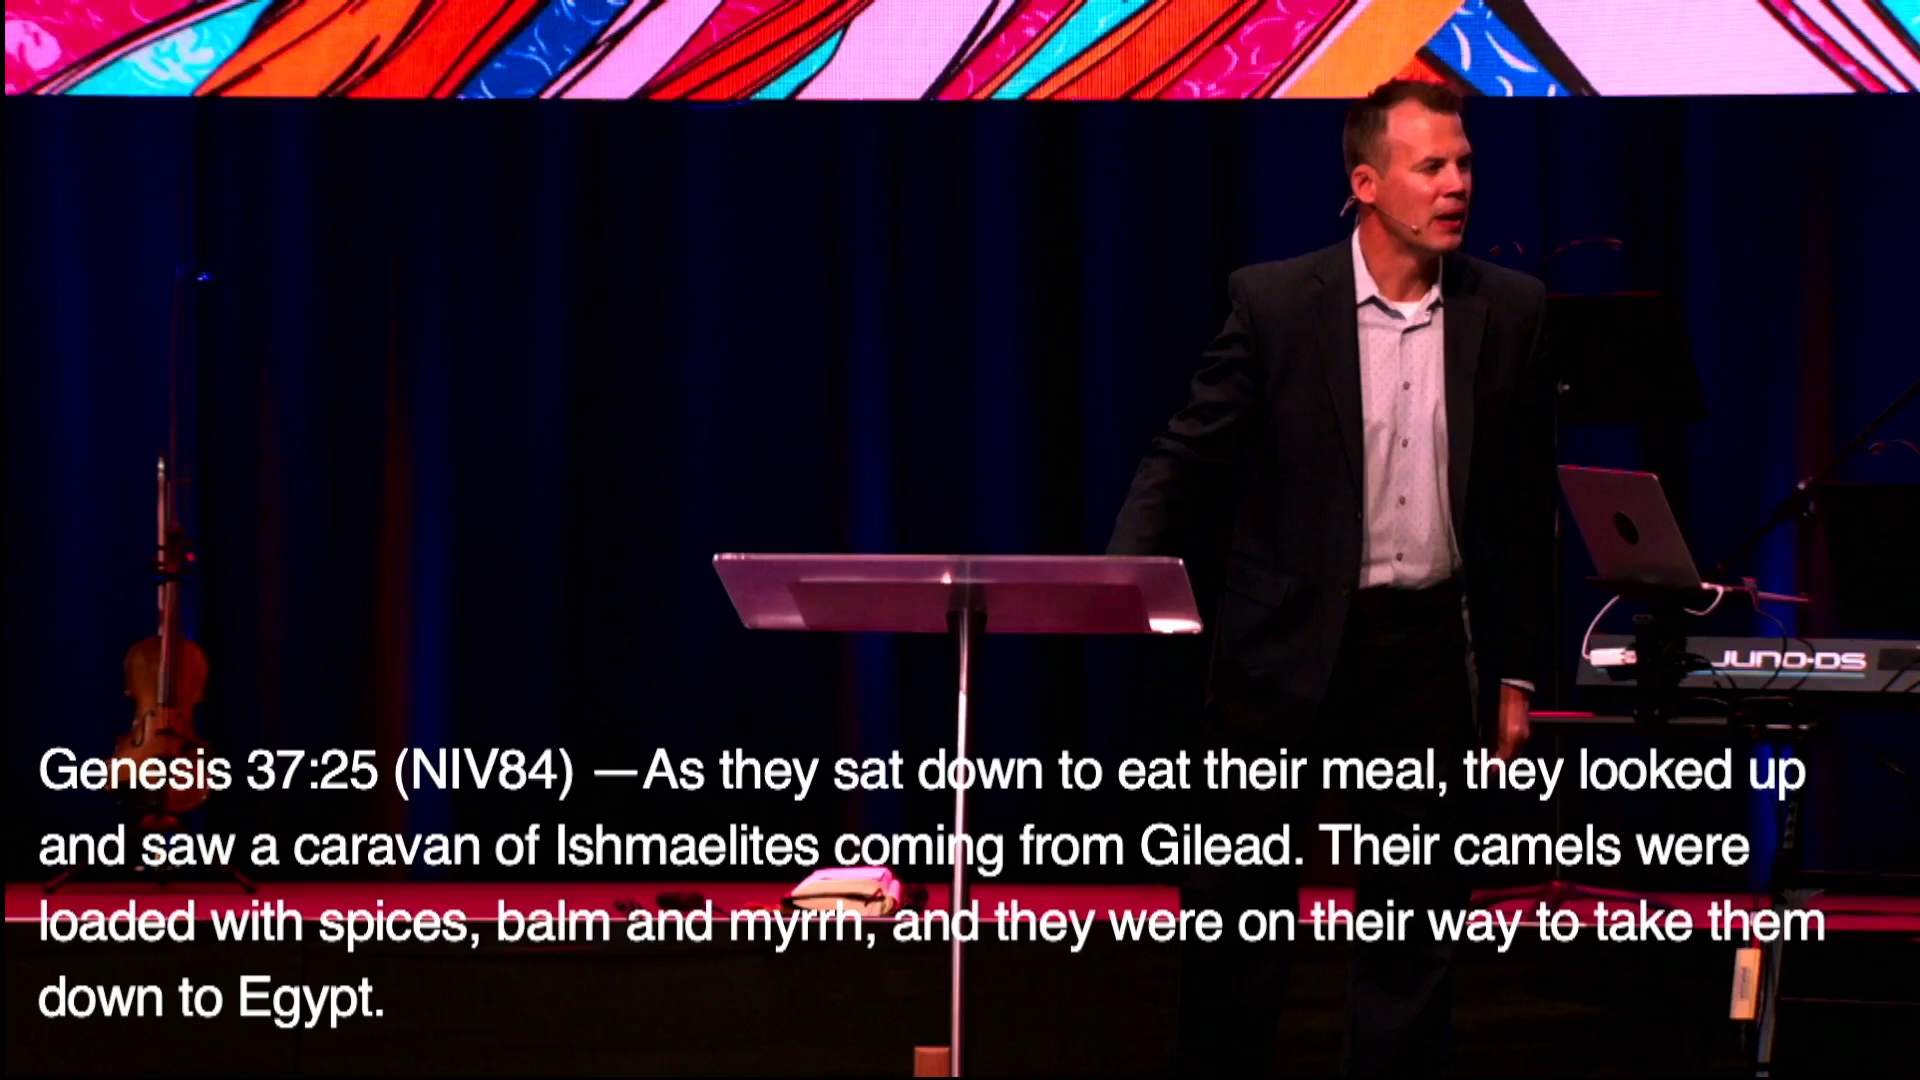 JUNO-DS
Genesis 37:25 (NIV84) —As they sat down to eat their meal, they looked up
and saw a caravan of Ishmaelites coming from Gilead. Their camels were
loaded with spices, balm and myrrh, and they were on their way to take them
down to Egypt.